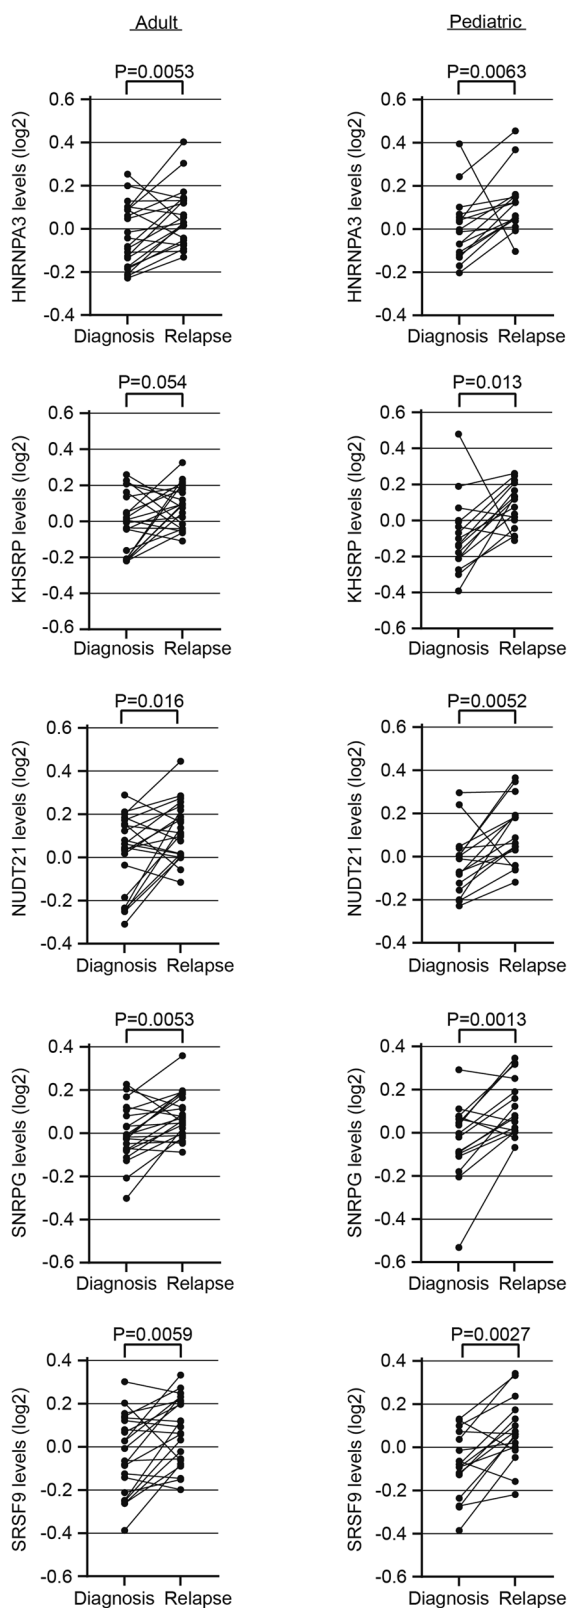 Adult Pediatric
P=0.0053 P=0.0063
HNRNPA3 levels (log2) HNRNPA3 levels (log2)
0.6 0.6
0.4 0.4
0.2 0.2
0.0 0.0
-0.2 -0.2
-0.4 -0.4
Diagnosis Relapse Diagnosis Relapse
P=0.054 P=0.013
KHSRP levels (log2) KHSRP levels (log2)
0.6 0.6
0.4 0.4
0.2 0.2
0.0 0.0
-0.2 -0.2
-0.4 -0.4
-0.6 -0.6
Diagnosis Relapse Diagnosis Relapse
P=0.016 P=0.0052
NUDT21 levels (log2) NUDT21 levels (log2)
0.6 0.6
0.4 0.4
0.2 0.2
0.0 0.0
-0.2 -0.2
-0.4 -0.4
Diagnosis Relapse Diagnosis Relapse
P=0.0053 P=0.0013
SNRPG levels (log2) SNRPG levels (log2)
0.4 0.4
0.2 0.2
0.0 0.0
-0.2 -0.2
-0.4 -0.4
-0.6 -0.6
Diagnosis Relapse Diagnosis Relapse
P=0.0059 P=0.0027
SRSF9 levels (log2) SRSF9 levels (log2)
0.4 0.4
0.2 0.2
0.0 0.0
-0.2 -0.2
-0.4 -0.4
-0.6 -0.6
Diagnosis Relapse Diagnosis Relapse